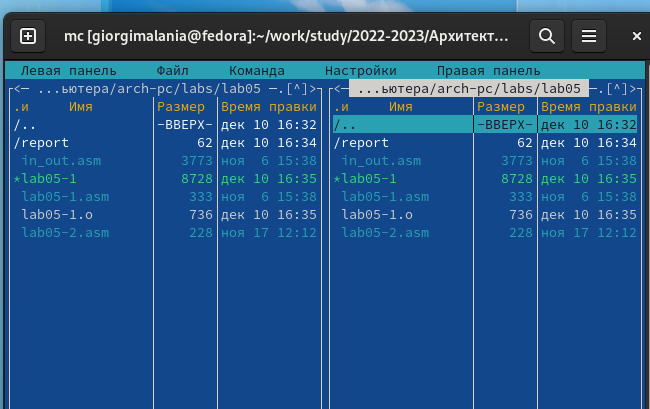 mc [giorgimalania@fedora]:~/work/study/2022-2023/Архитект...
Левая панель Файл Команда Настройки Правая панель
<─ ...ьютера/arch-pc/labs/lab05 ─.[^]> <─ ...ьютера/arch-pc/labs/lab05 ─.[^]>
.и Имя Размер Время правки .и Имя Размер Время правки
/.. -ВВЕРХ- дек 10 16:32 /.. -ВВЕРХ- дек 10 16:32
/report 62 дек 10 16:34 /report 62 дек 10 16:34
in_out.asm 3773 ноя 6 15:38 in_out.asm 3773 ноя 6 15:38
*lab05-1 8728 дек 10 16:35 *lab05-1 8728 дек 10 16:35
lab05-1.asm 333 ноя 6 15:38 lab05-1.asm 333 ноя 6 15:38
lab05-1.o 736 дек 10 16:35 lab05-1.o 736 дек 10 16:35
lab05-2.asm 228 ноя 17 12:12 lab05-2.asm 228 ноя 17 12:12